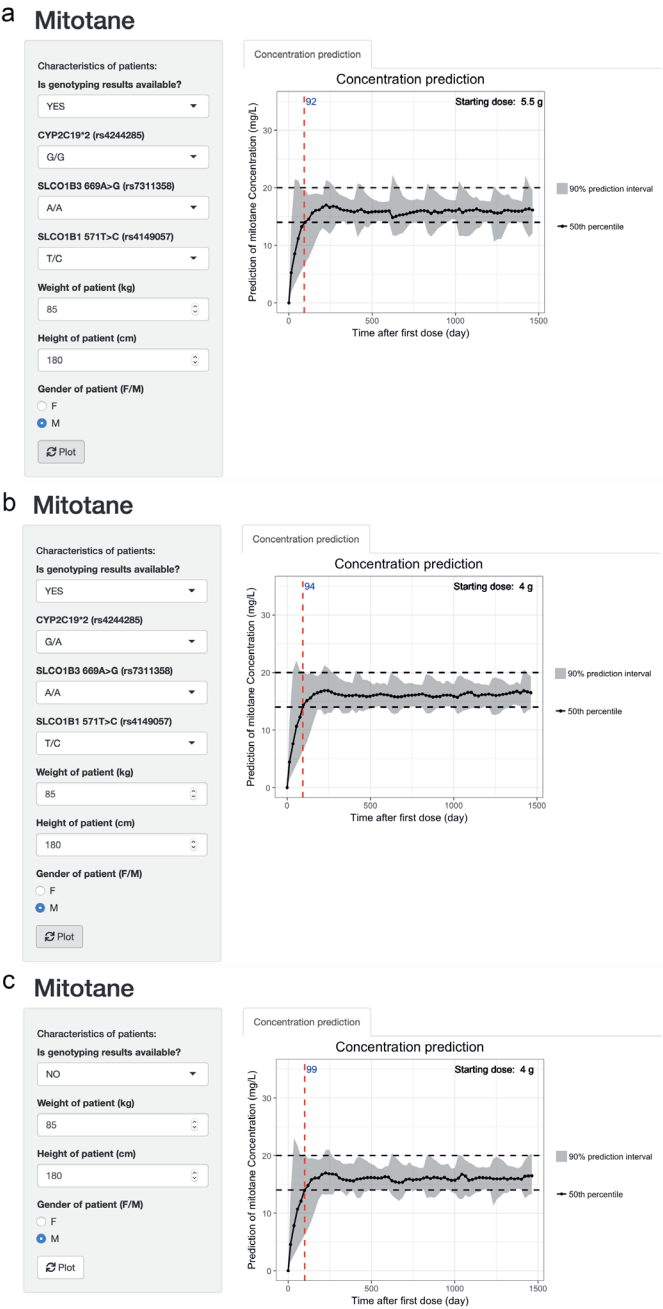 a
Mitotane
Characteristics of patients:
Is genotyping results available?
YES
CYP2C19*2 (rs4244285)
G/G
SLCO1B3 669A>G (rs7311358)
A/A
SLCO1B1 571T>C (rs4149057)
T/C
Weight of patient (kg)
85
Height of patient (cm)
180
Gender of patient (F/M)
F
M
Plot
Concentration prediction
Concentration prediction
92
Starting dose: 5.5 g
Prediction of mitotane Concentration (mg/L)
30
20
10
0
0 500 1000 1500
Time after first dose (day)
90% prediction interval
50th percentile
b
Mitotane
Characteristics of patients:
Is genotyping results available?
YES
CYP2C19*2 (rs4244285)
G/A
SLCO1B3 669A>G (rs7311358)
A/A
SLCO1B1 571T>C (rs4149057)
T/C
Weight of patient (kg)
85
Height of patient (cm)
180
Gender of patient (F/M)
F
M
Plot
Concentration prediction
Concentration prediction
94
Starting dose: 4 g
Prediction of mitotane Concentration (mg/L)
30
20
10
0
0 500 1000 1500
Time after first dose (day)
90% prediction interval
50th percentile
c
Mitotane
Characteristics of patients:
Is genotyping results available?
NO
Weight of patient (kg)
85
Height of patient (cm)
180
Gender of patient (F/M)
F
M
Plot
Concentration prediction
Concentration prediction
99
Starting dose: 4 g
Prediction of mitotane Concentration (mg/L)
30
20
10
0
0 500 1000 1500
Time after first dose (day)
90% prediction interval
50th percentile